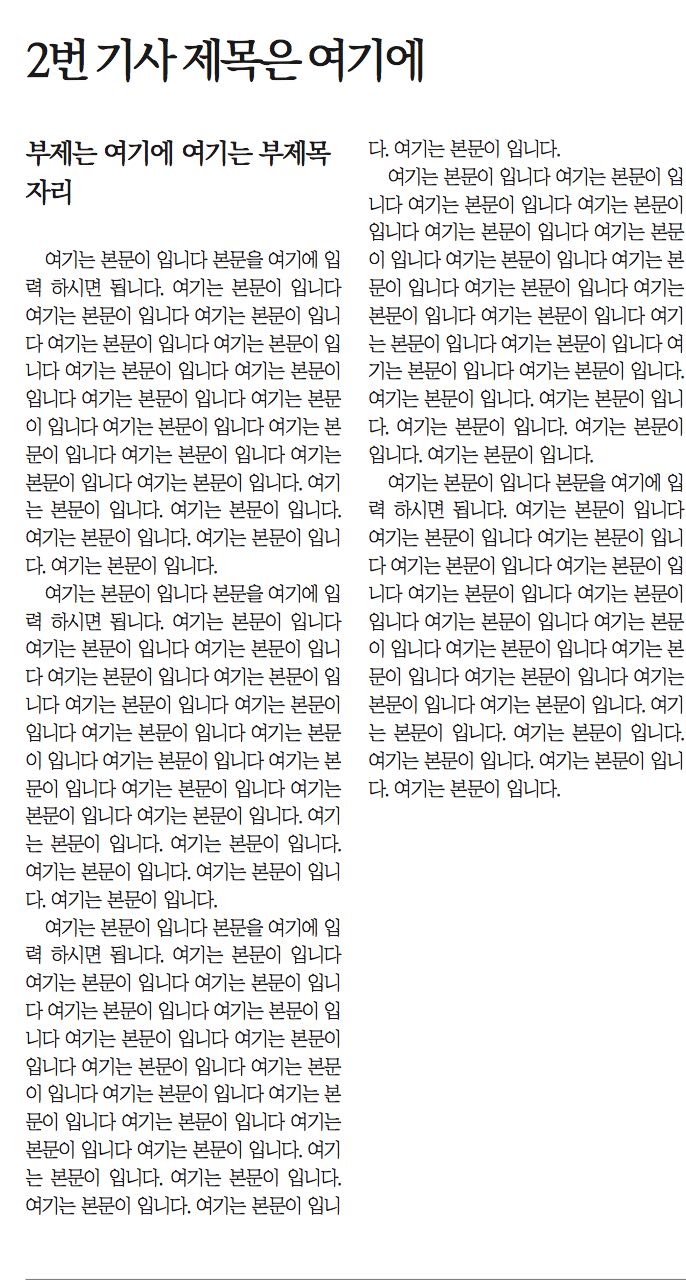 2번 기사 제목은 여기에
부제는 여기에 여기는 부제목
자리
여기는 본문이 입니다 본문을 여기에 입
력 하시면 됩니다. 여기는 본문이 입니다
여기는 본문이 입니다 여기는 본문이 입니
다 여기는 본문이 입니다 여기는 본문이 입
니다 여기는 본문이 입니다 여기는 본문이
입니다 여기는 본문이 입니다 여기는 본문
이 입니다 여기는 본문이 입니다 여기는 본
문이 입니다 여기는 본문이 입니다 여기는
본문이 입니다 여기는 본문이 입니다. 여기
는 본문이 입니다. 여기는 본문이 입니다.
여기는 본문이 입니다. 여기는 본문이 입니
다. 여기는 본문이 입니다.
여기는 본문이 입니다 본문을 여기에 입
력 하시면 됩니다. 여기는 본문이 입니다
여기는 본문이 입니다 여기는 본문이 입니
다 여기는 본문이 입니다 여기는 본문이 입
니다 여기는 본문이 입니다 여기는 본문이
입니다 여기는 본문이 입니다 여기는 본문
이 입니다 여기는 본문이 입니다 여기는 본
문이 입니다 여기는 본문이 입니다 여기는
본문이 입니다 여기는 본문이 입니다. 여기
는 본문이 입니다. 여기는 본문이 입니다.
여기는 본문이 입니다. 여기는 본문이 입니
다. 여기는 본문이 입니다.
여기는 본문이 입니다 본문을 여기에 입
력 하시면 됩니다. 여기는 본문이 입니다
여기는 본문이 입니다 여기는 본문이 입니
다 여기는 본문이 입니다 여기는 본문이 입
니다 여기는 본문이 입니다 여기는 본문이
입니다 여기는 본문이 입니다 여기는 본문
이 입니다 여기는 본문이 입니다 여기는 본
문이 입니다 여기는 본문이 입니다 여기는
본문이 입니다 여기는 본문이 입니다. 여기
는 본문이 입니다. 여기는 본문이 입니다.
여기는 본문이 입니다. 여기는 본문이 입니
다. 여기는 본문이 입니다.
여기는 본문이 입니다 여기는 본문이 입
니다 여기는 본문이 입니다 여기는 본문이
입니다 여기는 본문이 입니다 여기는 본문
이 입니다 여기는 본문이 입니다 여기는 본
문이 입니다 여기는 본문이 입니다 여기는
본문이 입니다 여기는 본문이 입니다 여기
는 본문이 입니다 여기는 본문이 입니다 여
기는 본문이 입니다 여기는 본문이 입니다.
여기는 본문이 입니다. 여기는 본문이 입니
다. 여기는 본문이 입니다. 여기는 본문이
입니다. 여기는 본문이 입니다.
여기는 본문이 입니다 본문을 여기에 입
력 하시면 됩니다. 여기는 본문이 입니다
여기는 본문이 입니다 여기는 본문이 입니
다 여기는 본문이 입니다 여기는 본문이 입
니다 여기는 본문이 입니다 여기는 본문이
입니다 여기는 본문이 입니다 여기는 본문
이 입니다 여기는 본문이 입니다 여기는 본
문이 입니다 여기는 본문이 입니다 여기는
본문이 입니다 여기는 본문이 입니다. 여기
는 본문이 입니다. 여기는 본문이 입니다.
여기는 본문이 입니다. 여기는 본문이 입니
다. 여기는 본문이 입니다.